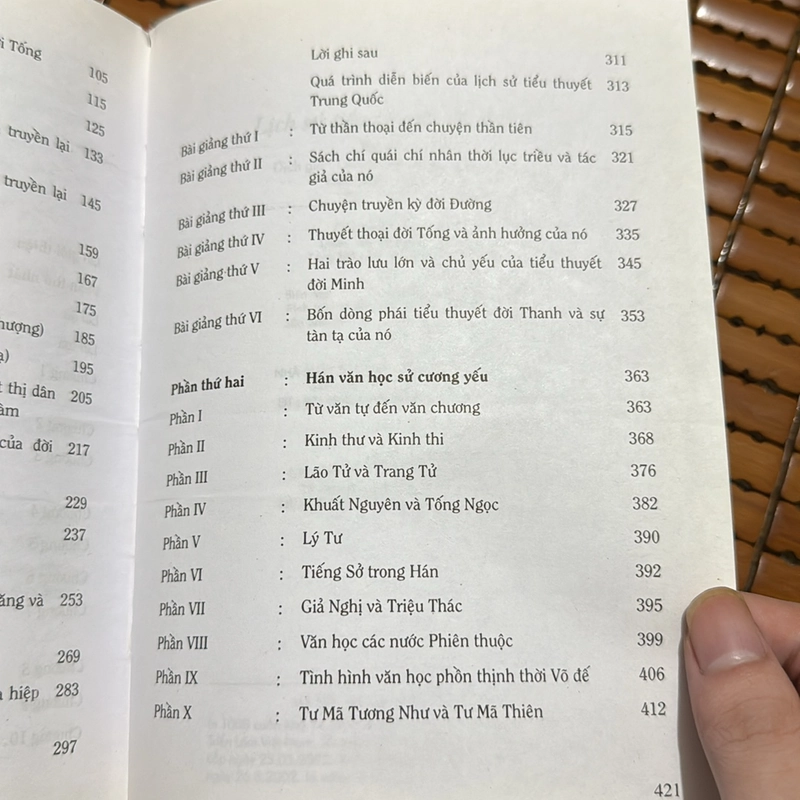 i Tống
105
115
125
truyền lại
133
truyền lại
145
159
167
175
hượng)
185
195
t thị dân
205
của đời
217
229
237
ăng và
253
269
hiệp
283
297
Lời ghi sau 311
Quá trình diễn biến của lịch sử tiểu thuyết 313
Trung Quốc
Bài giảng thứ I : Từ thần thoại đến chuyện thần tiên 315
Bài giảng thứ II : Sách chí quái chí nhân thời lục triều và tác 321
giả của nó
Bài giảng thứ III : Chuyện truyền kỳ đời Đường 327
Bài giảng thứ IV : Thuyết thoại đời Tống và ảnh hưởng của nó 335
Bài giảng thứ V : Hai trào lưu lớn và chủ yếu của tiểu thuyết 345
đời Minh
Bài giảng thứ VI : Bốn dòng phái tiểu thuyết đời Thanh và sự 353
tàn tạ của nó
Phần thứ hai : Hán văn học sử cương yếu 363
Phần I : Từ văn tự đến văn chương 363
Phần II : Kinh thư và Kinh thi 368
Phần III : Lão Tử và Trang Tử 376
Phần IV : Khuất Nguyên và Tống Ngọc 382
Phần V : Lý Tư 390
Phần VI : Tiếng Sở trong Hán 392
Phần VII : Giả Nghị và Triệu Thác 395
Phần VIII : Văn học các nước Phiên thuộc 399
Phần IX : Tình hình văn học phồn thịnh thời Võ đế 406
Phần X : Tư Mã Tương Như và Tư Mã Thiên 412
421